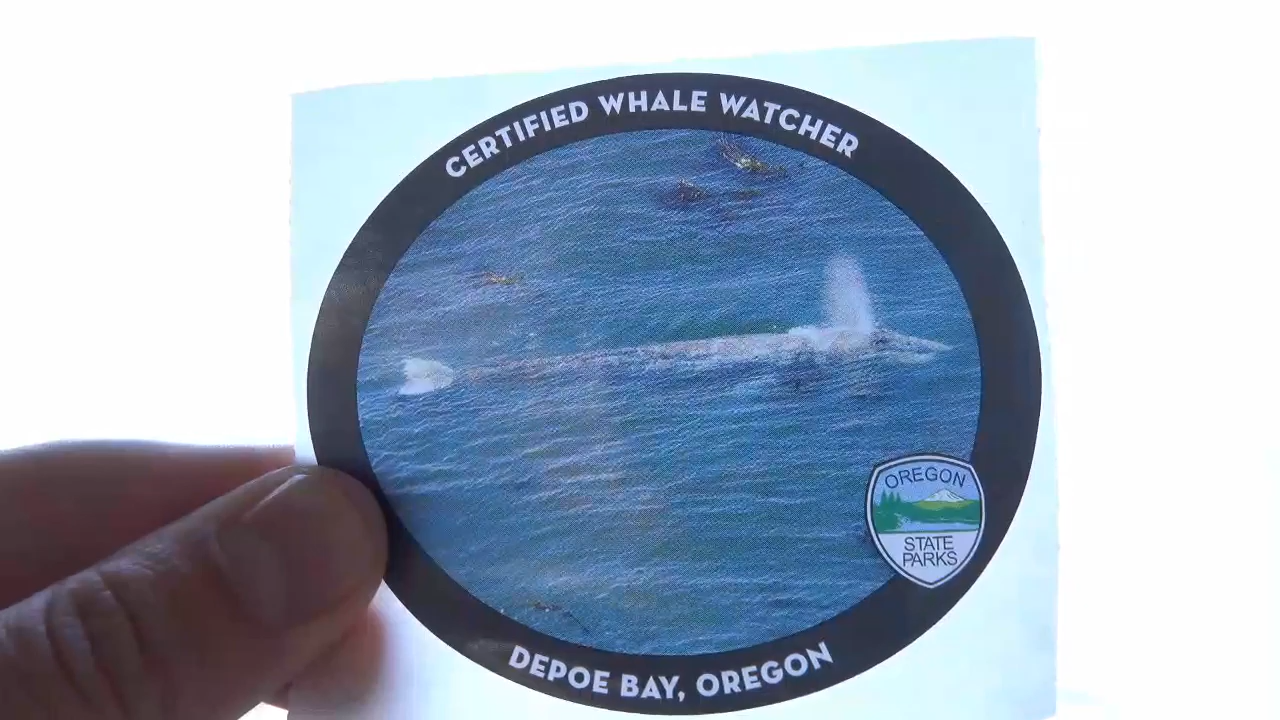 CERTIFIED WHALE WATCHER
OREGON
STATE
PARKS
DEPOE BAY, OREGON